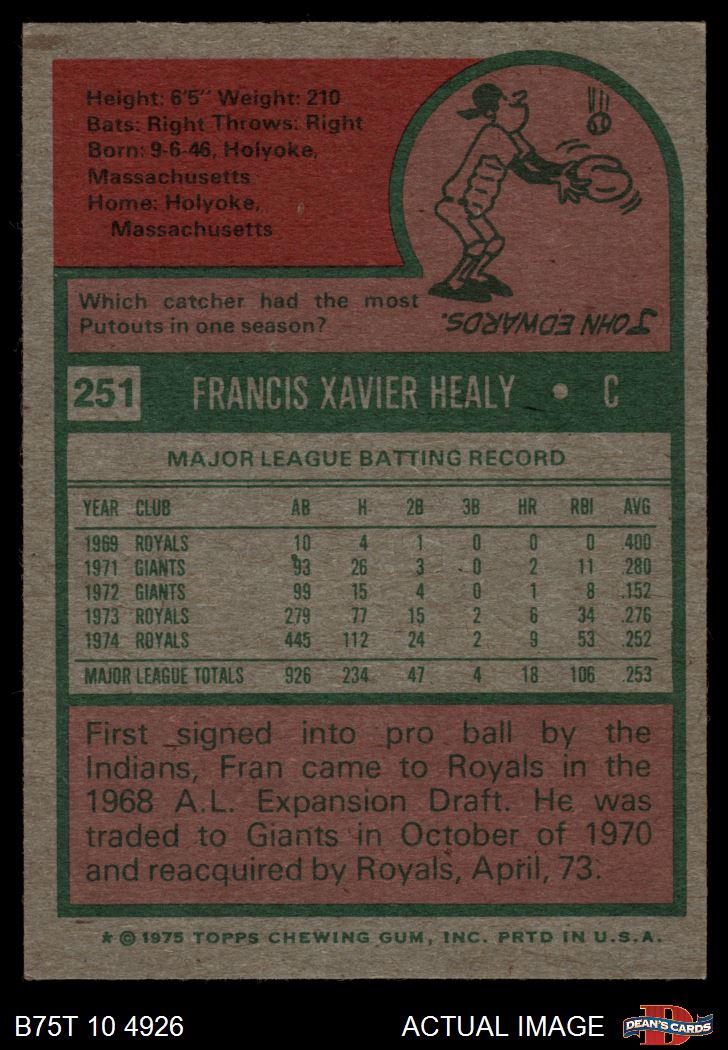 Height: 6'5" Weight: 210
Bats: Right Throws: Right
Born: 9-6-46, Holyoke,
Massachusetts
Home: Holyoke,
Massachusetts
Which catcher had the most
Putouts in one season?
JOHN EDWARDS.
251 FRANCIS XAVIER HEALY • C
MAJOR LEAGUE BATTING RECORD
YEAR CLUB AB H 2B 3B HR RBI AVG
1969 ROYALS 10 4 1 0 0 0 .400
1971 GIANTS 93 26 3 0 2 11 .280
1972 GIANTS 99 15 4 0 1 8 .152
1973 ROYALS 279 77 15 2 6 34 .276
1974 ROYALS 445 112 24 2 9 53 .252
MAJOR LEAGUE TOTALS 926 234 47 4 18 106 .253
First signed into pro ball by the
Indians, Fran came to Royals in the
1968 A.L. Expansion Draft. He was
traded to Giants in October of 1970
and reacquired by Royals, April, 73.
* © 1975 TOPPS CHEWING GUM, INC. PRTD IN U.S.A.
B75T 10 4926 ACTUAL IMAGE
D
DEAN'S CARDS